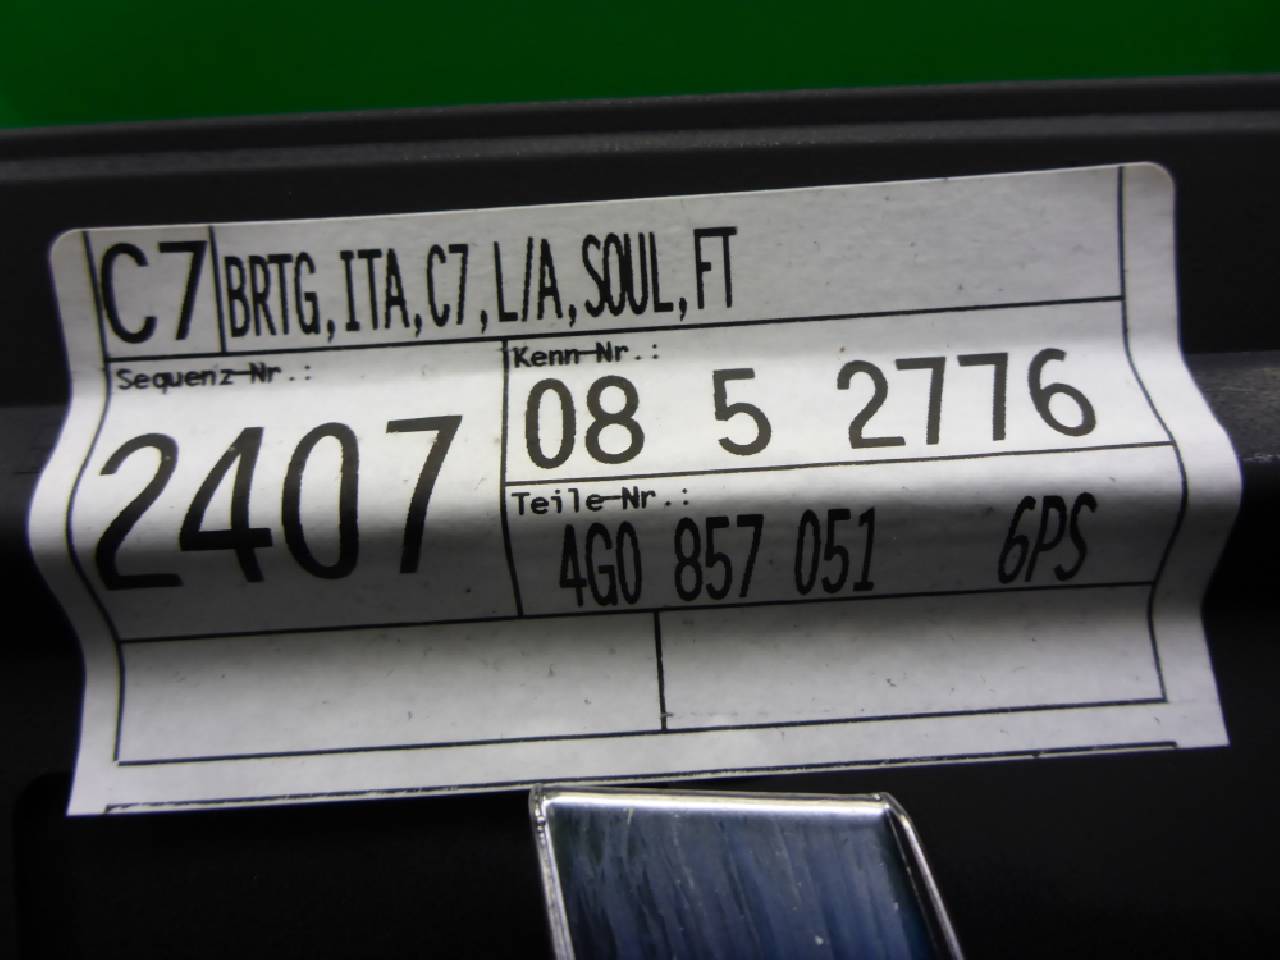 C7 BRTG,ITA,C7,L/A,SOUL,FT
Sequenz-Nr.:
2407
Kenn-Nr.:
08 5 2776
Teile-Nr.:
4G0 857 051 6PS